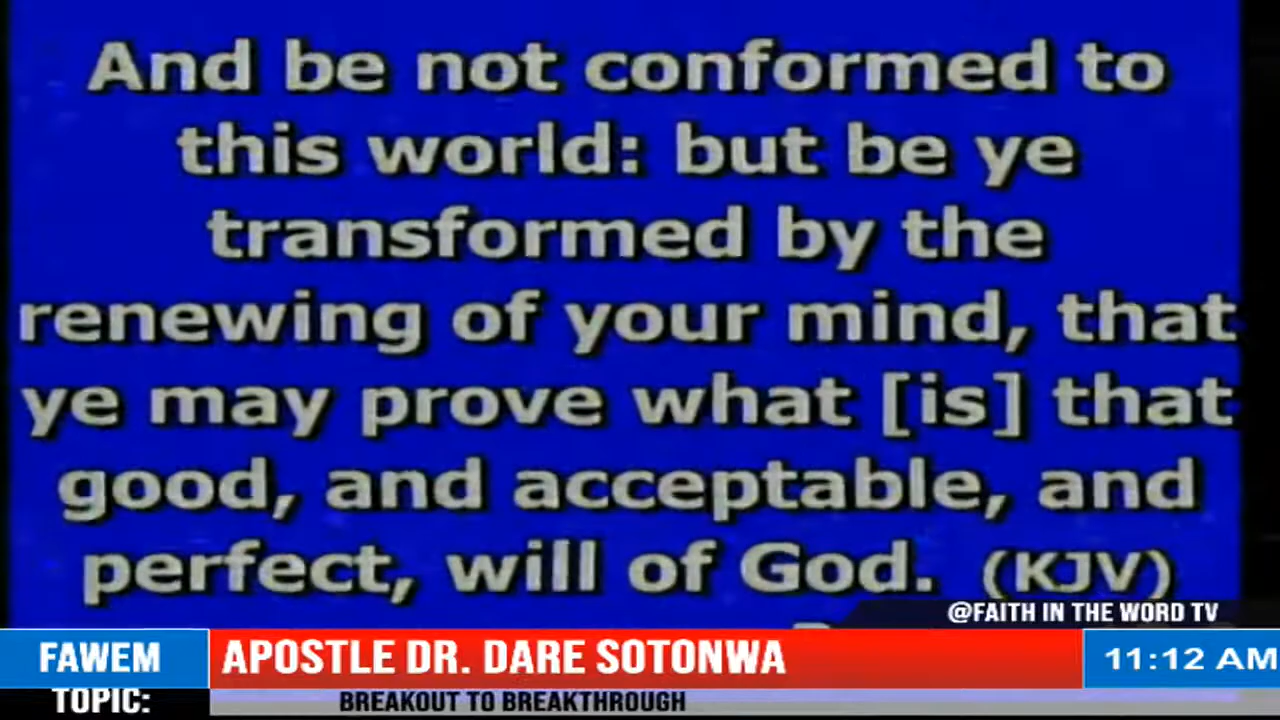 And be not conformed to
this world: but be ye
transformed by the
renewing of your mind, that
ye may prove what [is] that
good, and acceptable, and
perfect, will of God. (KJV)
@FAITH IN THE WORD TV
FAWEM
APOSTLE DR. DARE SOTONWA
11:12 AM
TOPIC:
BREAKOUT TO BREAKTHROUGH